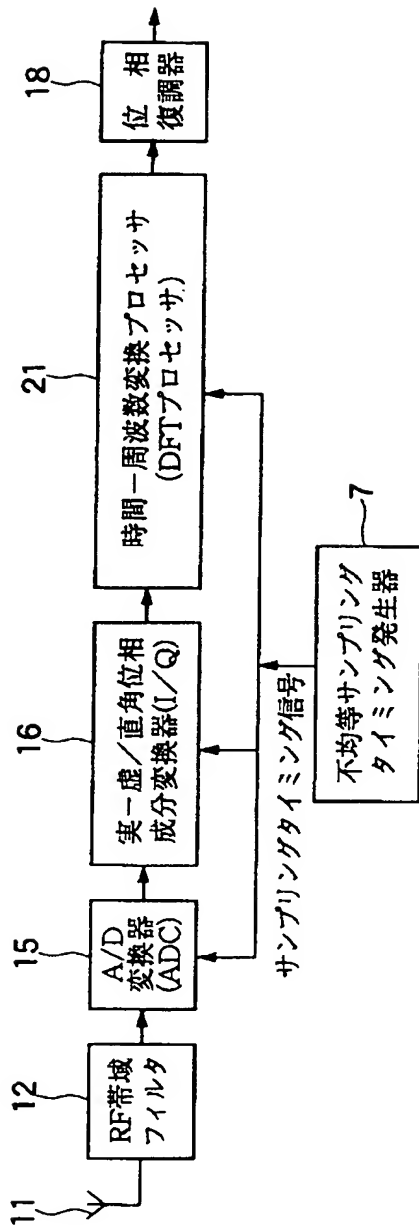 11
12
RF帯域
フィルタ
15
A/D
変換器
(ADC)
16
実－虚／直角位相
成分変換器(I／Q)
21
時間－周波数変換プロセッサ
(DFTプロセッサ)
18
位 相
復調器
サンプリングタイミング信号
7
不均等サンプリング
タイミング発生器